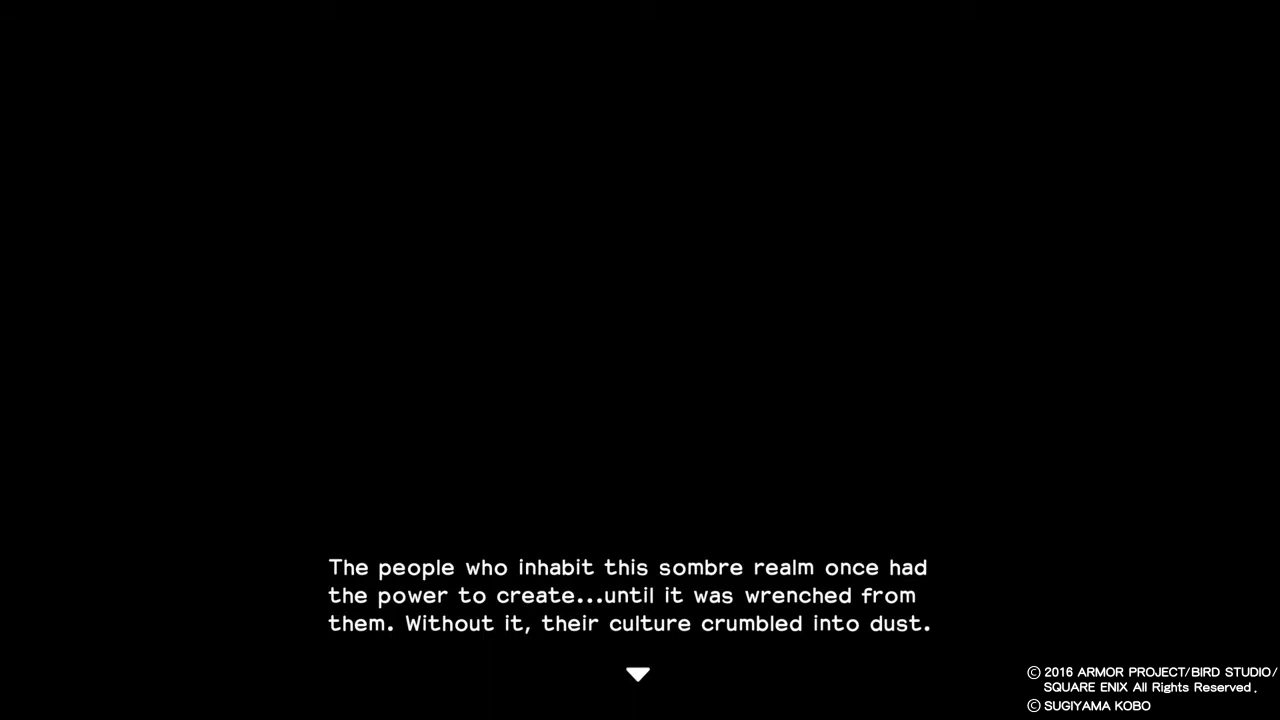 The people who inhabit this sombre realm once had
the power to create...until it was wrenched from
them. Without it, their culture crumbled into dust.
© 2016 ARMOR PROJECT/BIRD STUDIO/
SQUARE ENIX All Rights Reserved.
© SUGIYAMA KOBO